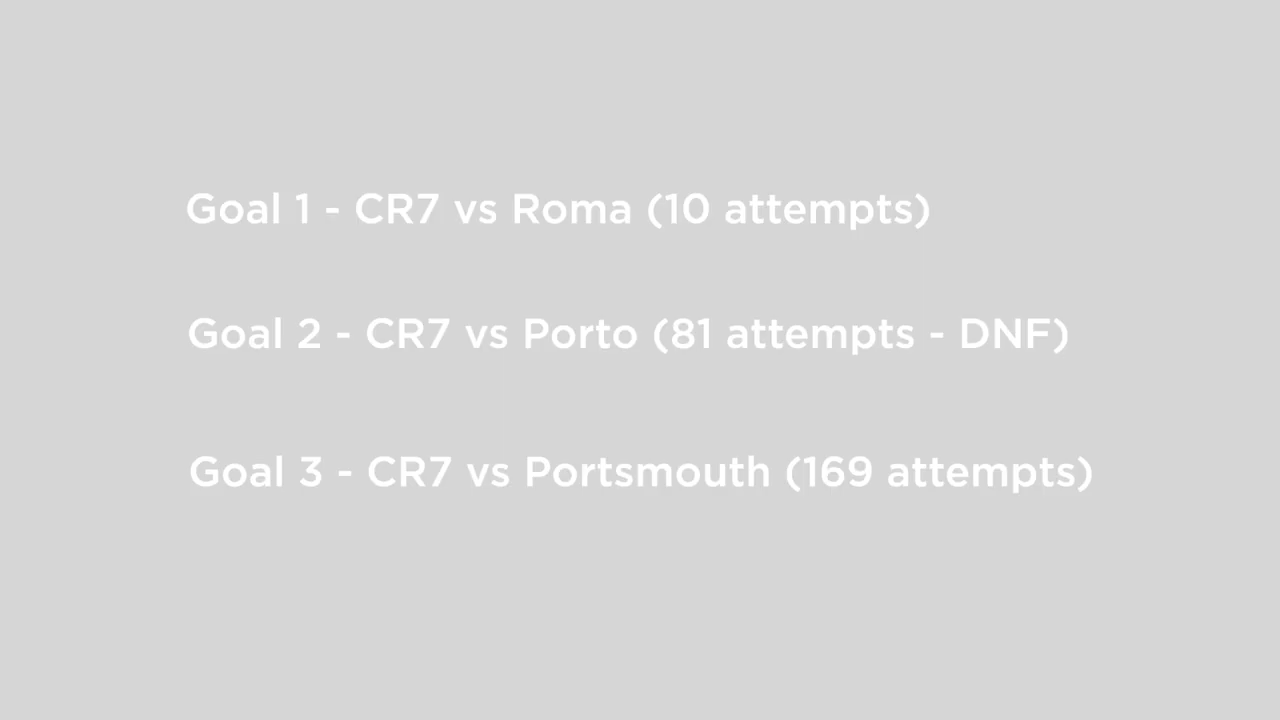 Goal 1 - CR7 vs Roma (10 attempts)
Goal 2 - CR7 vs Porto (81 attempts - DNF)
Goal 3 - CR7 vs Portsmouth (169 attempts)